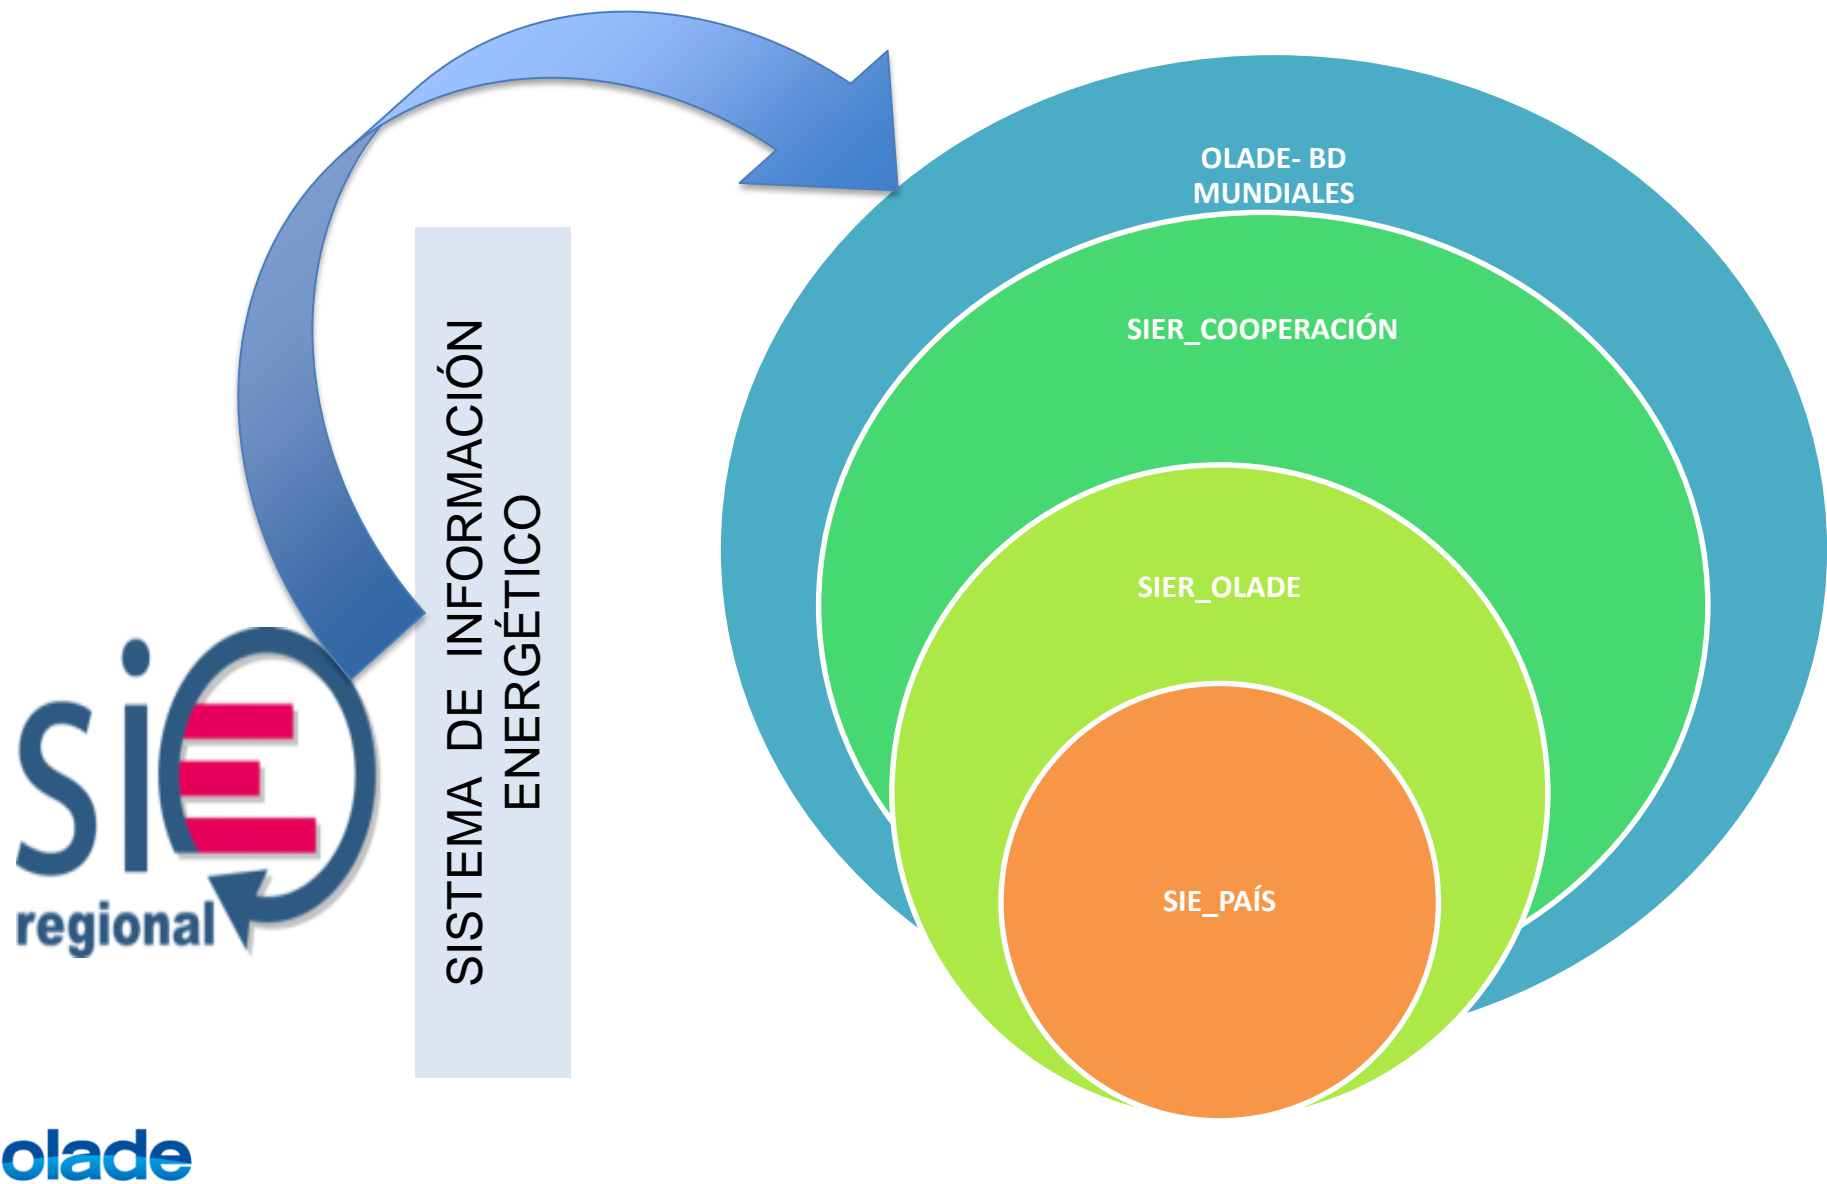 OLADE- BD
MUNDIALES
SIER_COOPERACIÓN
SIER_OLADE
SIE_PAÍS
SISTEMA DE INFORMACIÓN
ENERGÉTICO
siE
regional
olade